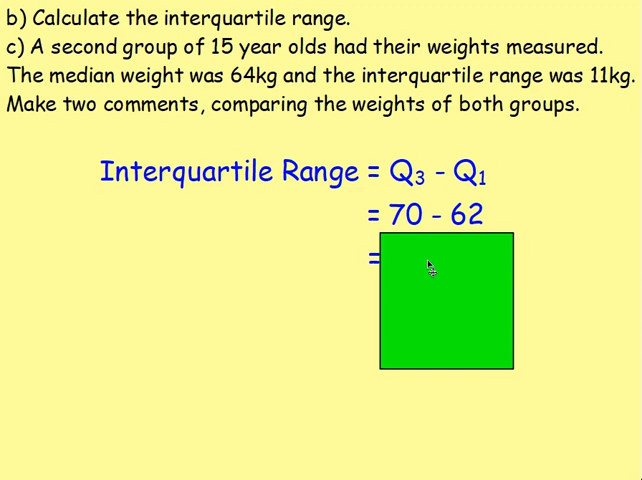 b) Calculate the interquartile range.
c) A second group of 15 year olds had their weights measured.
The median weight was 64kg and the interquartile range was 11kg.
Make two comments, comparing the weights of both groups.
Interquartile Range = Q₃ - Q₁
= 70 - 62
=